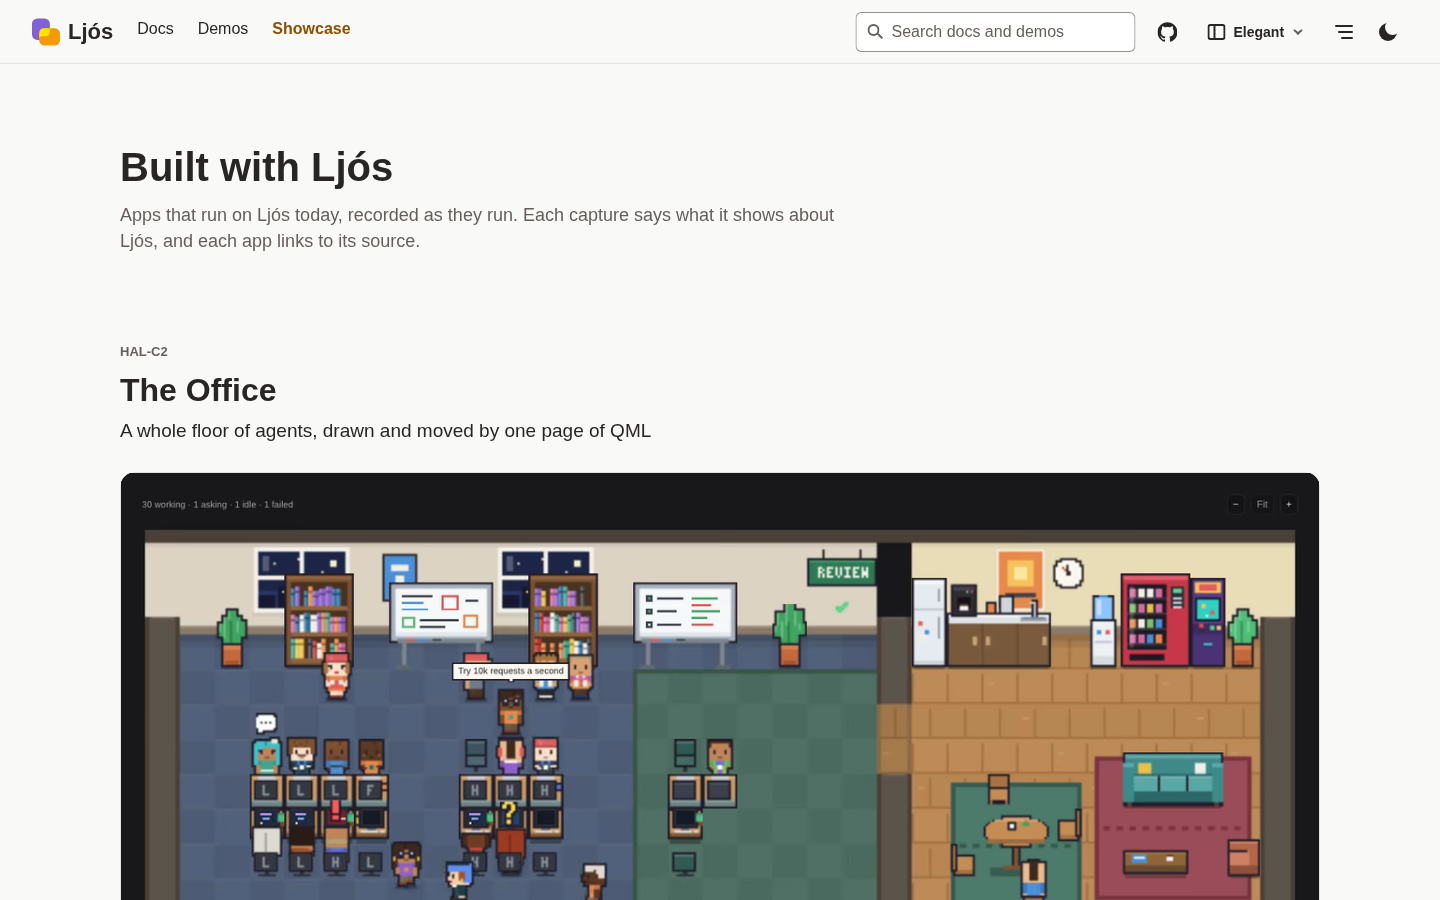 Ljós
Docs
Demos
Showcase
Search docs and demos
Elegant
Built with Ljós
Apps that run on Ljós today, recorded as they run. Each capture says what it shows about
Ljós, and each app links to its source.
HAL-C2
The Office
A whole floor of agents, drawn and moved by one page of QML
30 working · 1 asking · 1 idle · 1 failed
− Fit +
REVIEW
Try 10k requests a second
L L L F
H H H
?
L L H L
H H H